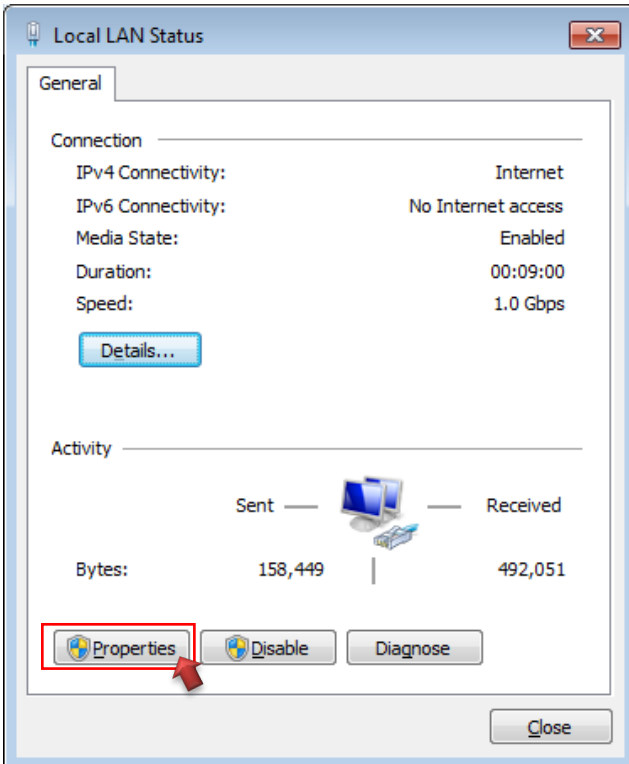 Local LAN Status
General
Connection
IPv4 Connectivity: Internet
IPv6 Connectivity: No Internet access
Media State: Enabled
Duration: 00:09:00
Speed: 1.0 Gbps
Details...
Activity
Sent Received
Bytes: 158,449 492,051
Properties Disable Diagnose
Close